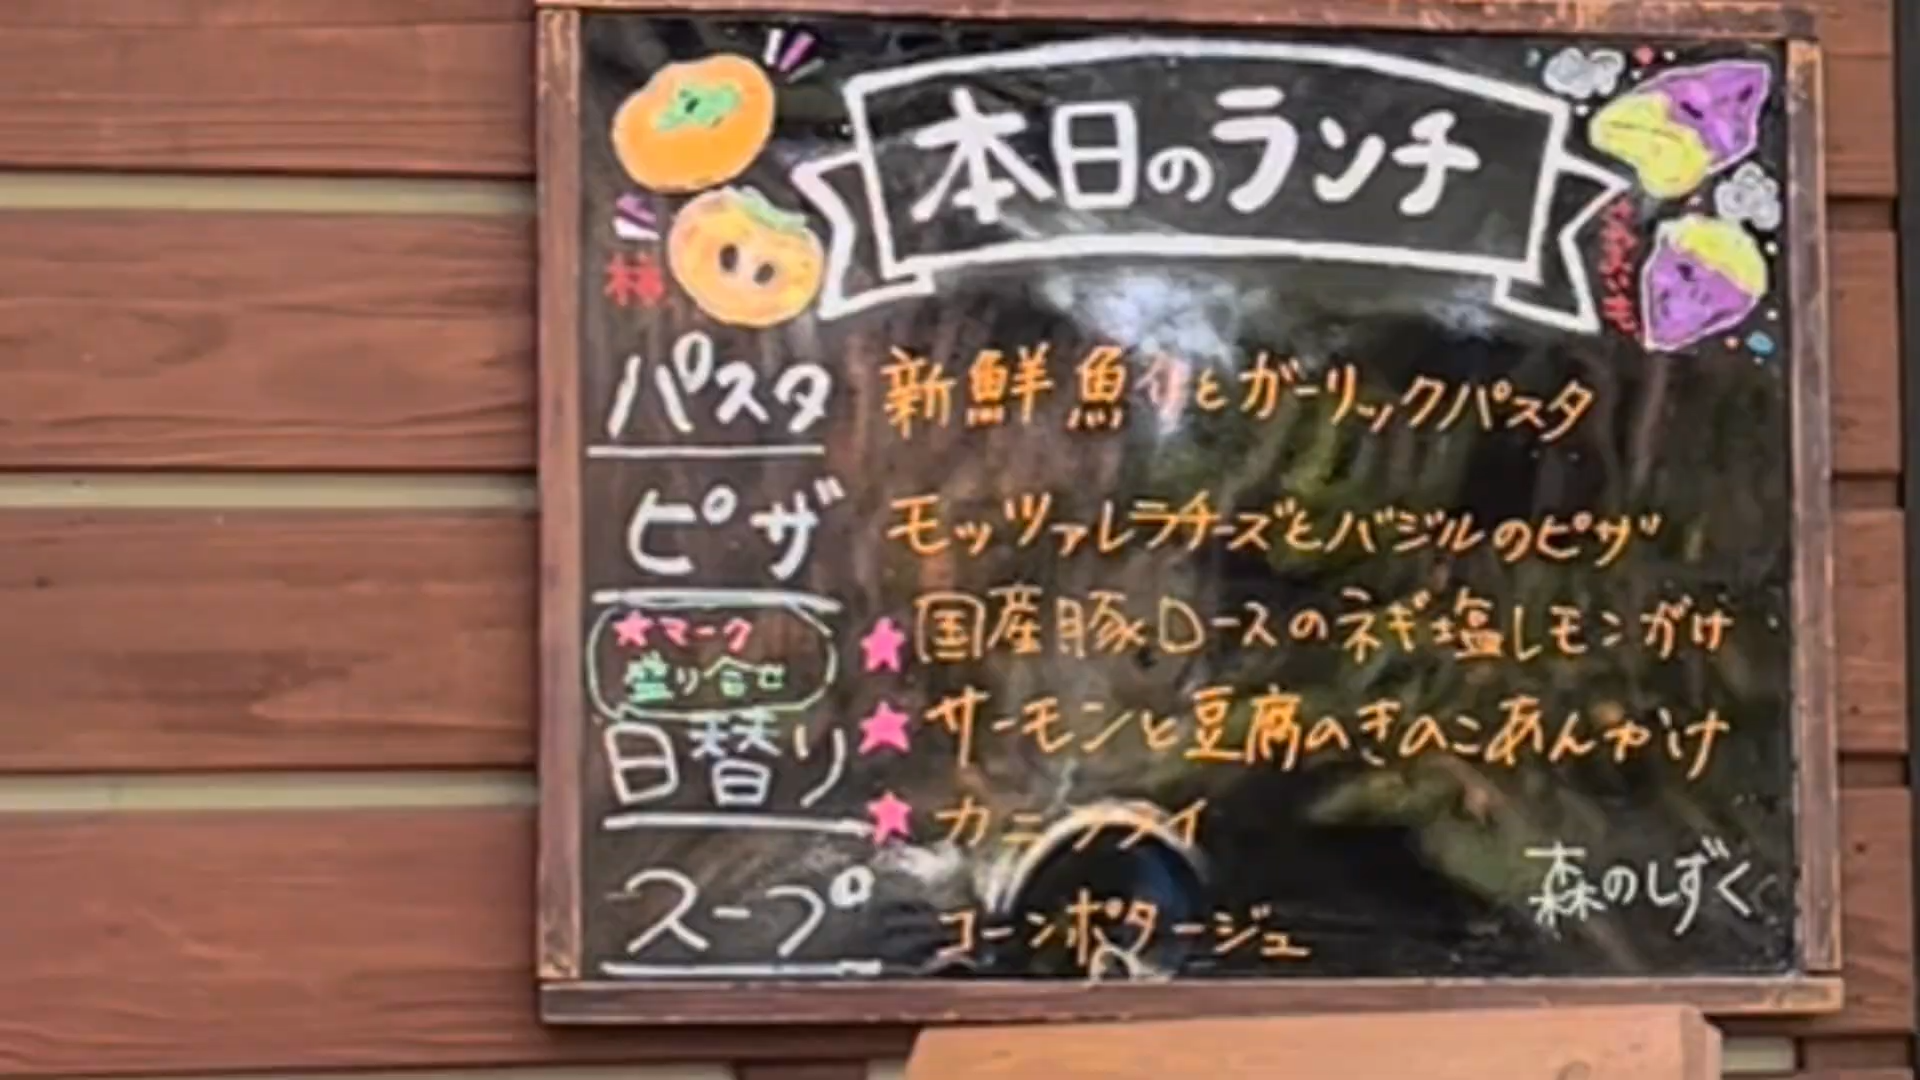 本日のランチ
柿
さつまいも
パスタ 新鮮魚介とガーリックパスタ
ピザ モッツァレラチーズとバジルのピザ
★マーク
盛り合せ
日替り
★国産豚ロースのネギ塩レモンがけ
★サーモンと豆腐のきのこあんかけ
★カニフライ
スープ コーンポタージュ
森のしずく